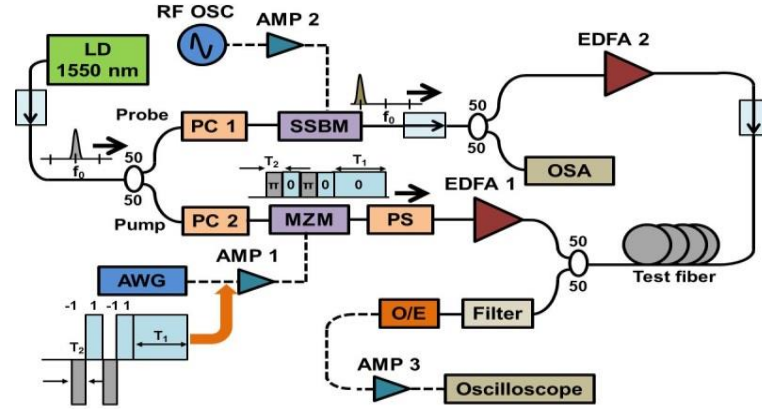 RF OSC
AMP 2
LD
1550 nm
EDFA 2
Probe
PC 1
SSBM
f0
50
50
OSA
f0
50
50
T2
T1
π 0 π 0 0
EDFA 1
Pump
PC 2
MZM
PS
50
50
Test fiber
AMP 1
AWG
-1 1 -1 1
T2
T1
O/E
Filter
AMP 3
Oscilloscope